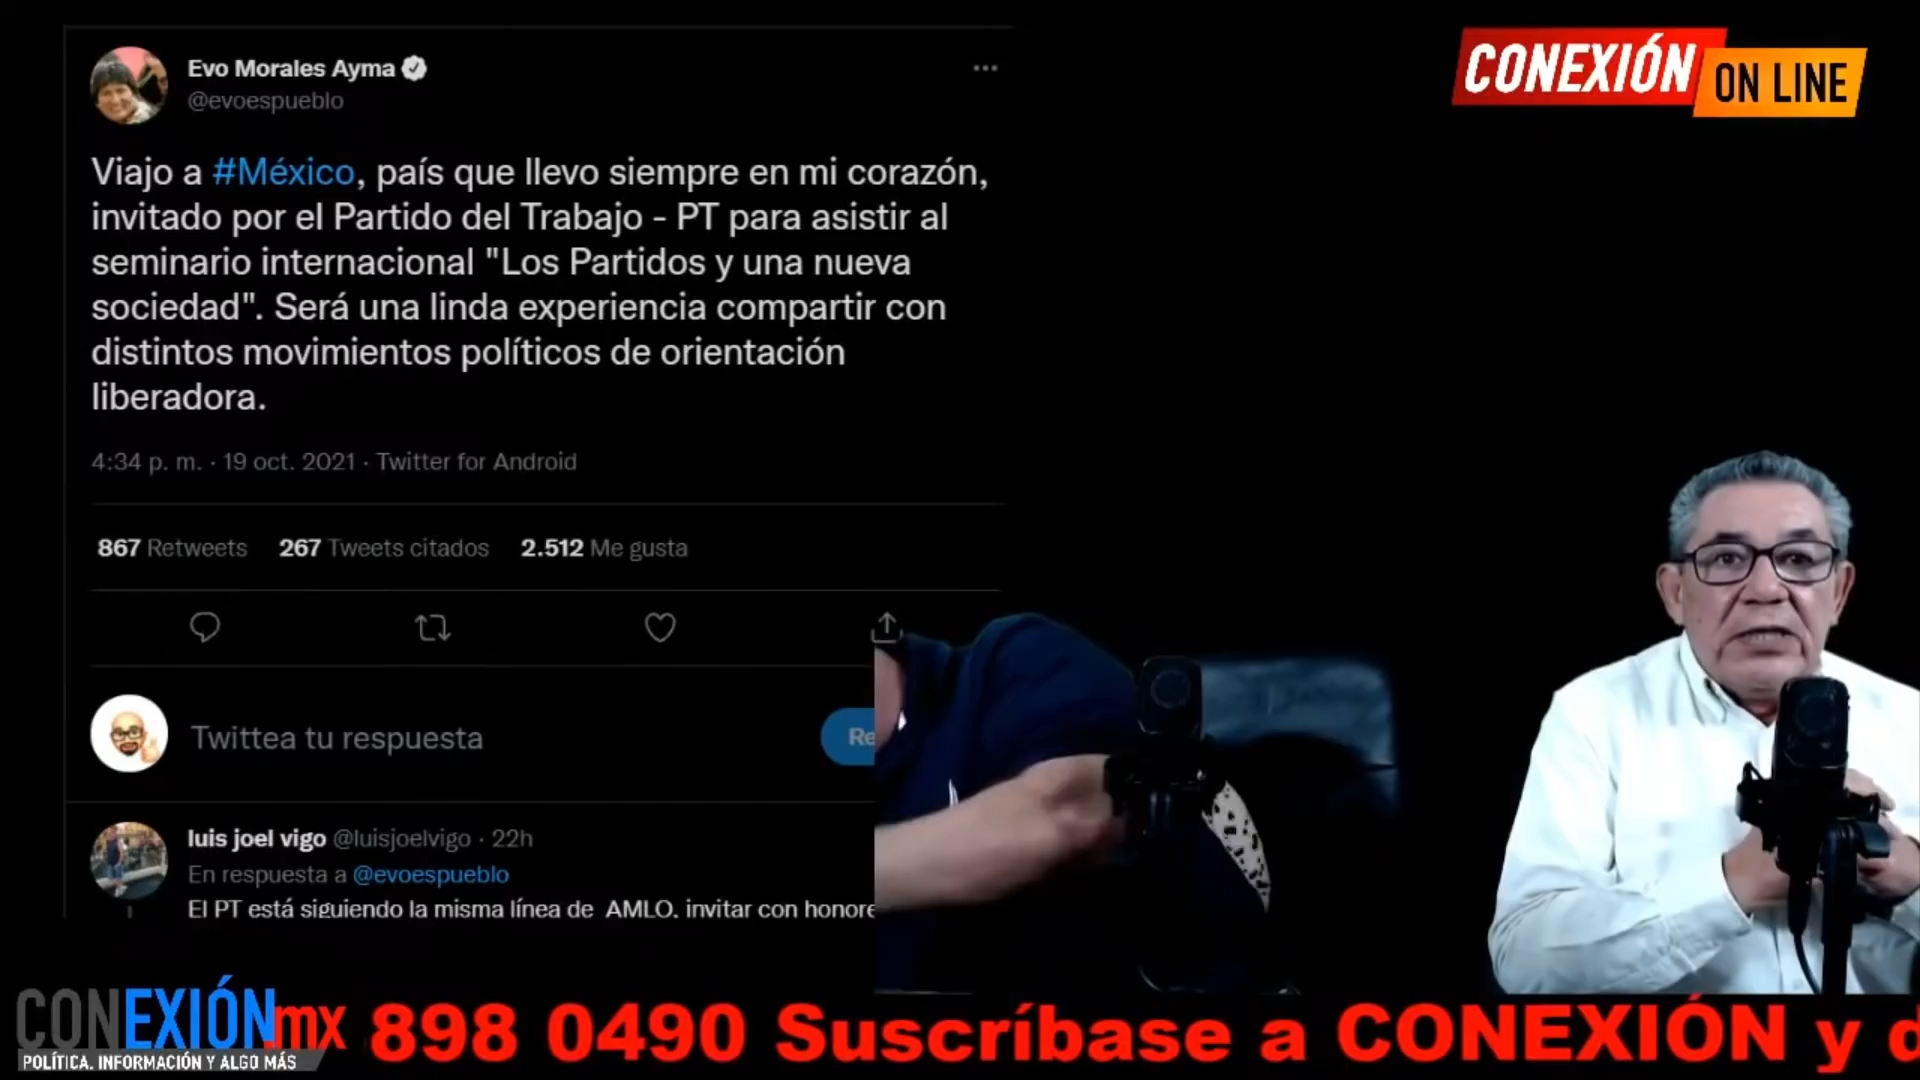 Evo Morales Ayma
@evoespueblo
Viajo a #México, país que llevo siempre en mi corazón,
invitado por el Partido del Trabajo - PT para asistir al
seminario internacional "Los Partidos y una nueva
sociedad". Será una linda experiencia compartir con
distintos movimientos políticos de orientación
liberadora.
4:34 p. m. · 19 oct. 2021 · Twitter for Android
867 Retweets 267 Tweets citados 2.512 Me gusta
Twittea tu respuesta
Re
luis joel vigo @luisjoelvigo · 22h
En respuesta a @evoespueblo
El PT está siguiendo la misma línea de AMLO. invitar con honore
CONEXIÓN
ON LINE
CONEXIÓNmx
POLÍTICA. INFORMACIÓN Y ALGO MÁS
898 0490 Suscríbase a CONEXIÓN y d